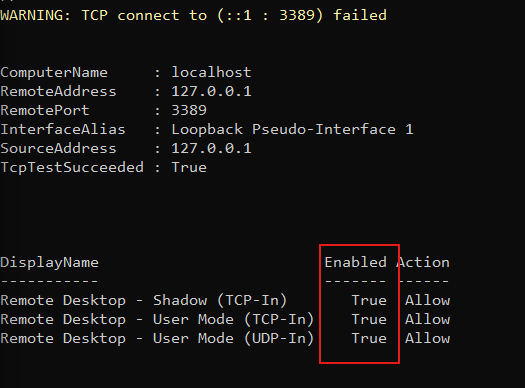 WARNING: TCP connect to (::1 : 3389) failed
ComputerName     : localhost
RemoteAddress    : 127.0.0.1
RemotePort       : 3389
InterfaceAlias   : Loopback Pseudo-Interface 1
SourceAddress    : 127.0.0.1
TcpTestSucceeded : True
DisplayName                         Enabled Action
-----------                         ------- ------
Remote Desktop - Shadow (TCP-In)       True  Allow
Remote Desktop - User Mode (TCP-In)    True  Allow
Remote Desktop - User Mode (UDP-In)    True  Allow